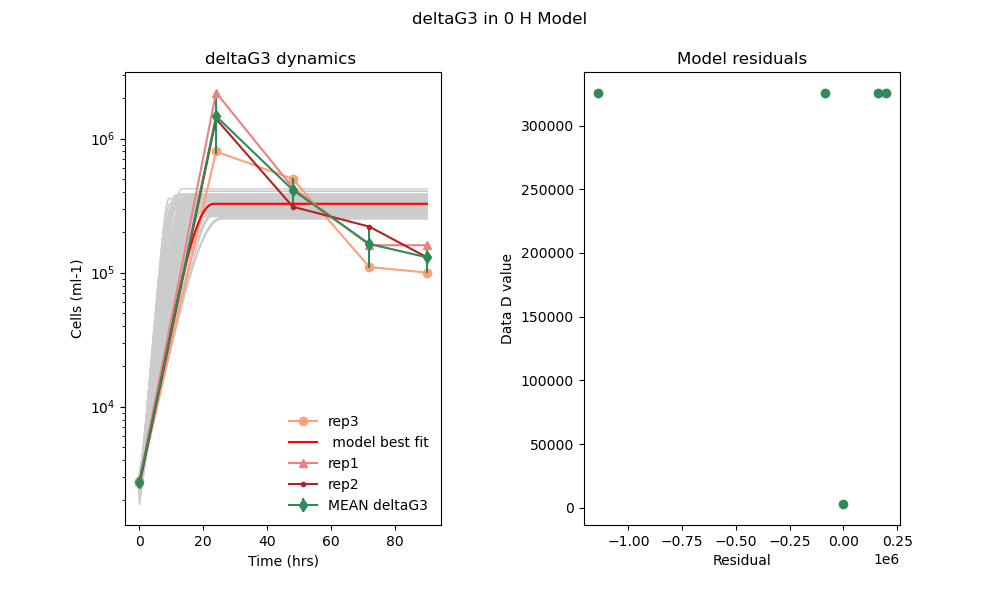 deltaG3 in 0 H Model
deltaG3 dynamics
Cells (ml-1)
10^6
10^5
10^4
rep3
model best fit
rep1
rep2
MEAN deltaG3
0 20 40 60 80
Time (hrs)
Model residuals
Data D value
300000
250000
200000
150000
100000
50000
0
−1.00 −0.75 −0.50 −0.25 0.00 0.25
1e6
Residual